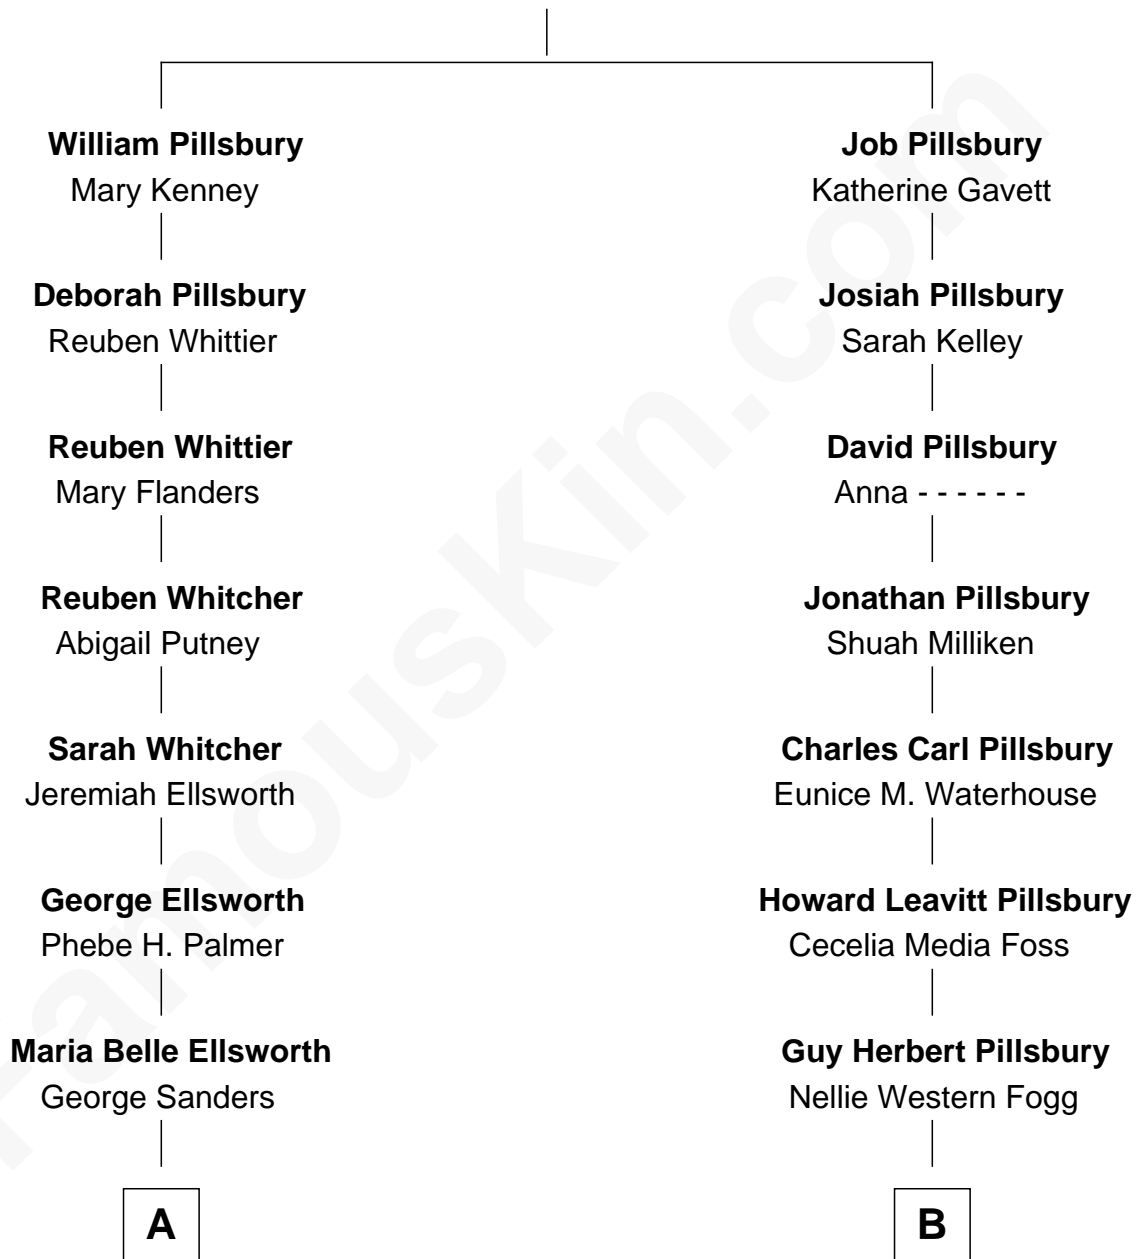 William Pillsbury
Mary Kenney
Job Pillsbury
Katherine Gavett
Deborah Pillsbury
Reuben Whittier
Josiah Pillsbury
Sarah Kelley
Reuben Whittier
Mary Flanders
David Pillsbury
Anna - - - - - -
Reuben Whitcher
Abigail Putney
Jonathan Pillsbury
Shuah Milliken
Sarah Whitcher
Jeremiah Ellsworth
Charles Carl Pillsbury
Eunice M. Waterhouse
George Ellsworth
Phebe H. Palmer
Howard Leavitt Pillsbury
Cecelia Media Foss
Maria Belle Ellsworth
George Sanders
Guy Herbert Pillsbury
Nellie Western Fogg
A
B
FamousKin.com